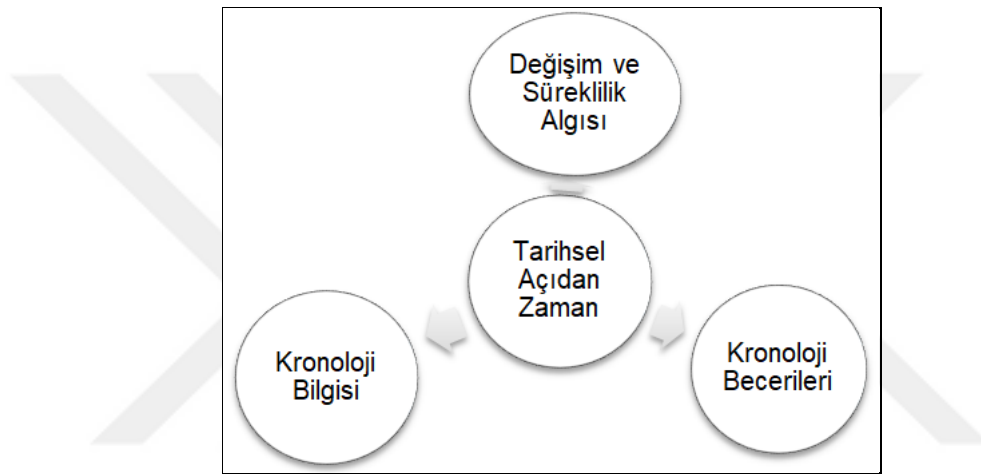 Değişim ve
Süreklilik
Algısı
Tarihsel
Açıdan
Zaman
Kronoloji
Bilgisi
Kronoloji
Becerileri